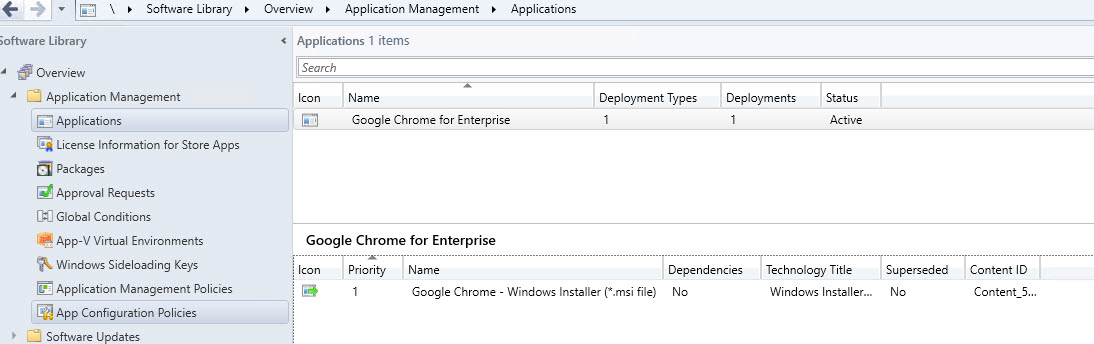 \ Software Library Overview Application Management Applications
Software Library
Overview
Application Management
Applications
License Information for Store Apps
Packages
Approval Requests
Global Conditions
App-V Virtual Environments
Windows Sideloading Keys
Application Management Policies
App Configuration Policies
Software Updates
Applications 1 items
Search
Icon Name Deployment Types Deployments Status
Google Chrome for Enterprise 1 1 Active
Google Chrome for Enterprise
Icon Priority Name Dependencies Technology Title Superseded Content ID
1 Google Chrome - Windows Installer (*.msi file) No Windows Installer... No Content_5...